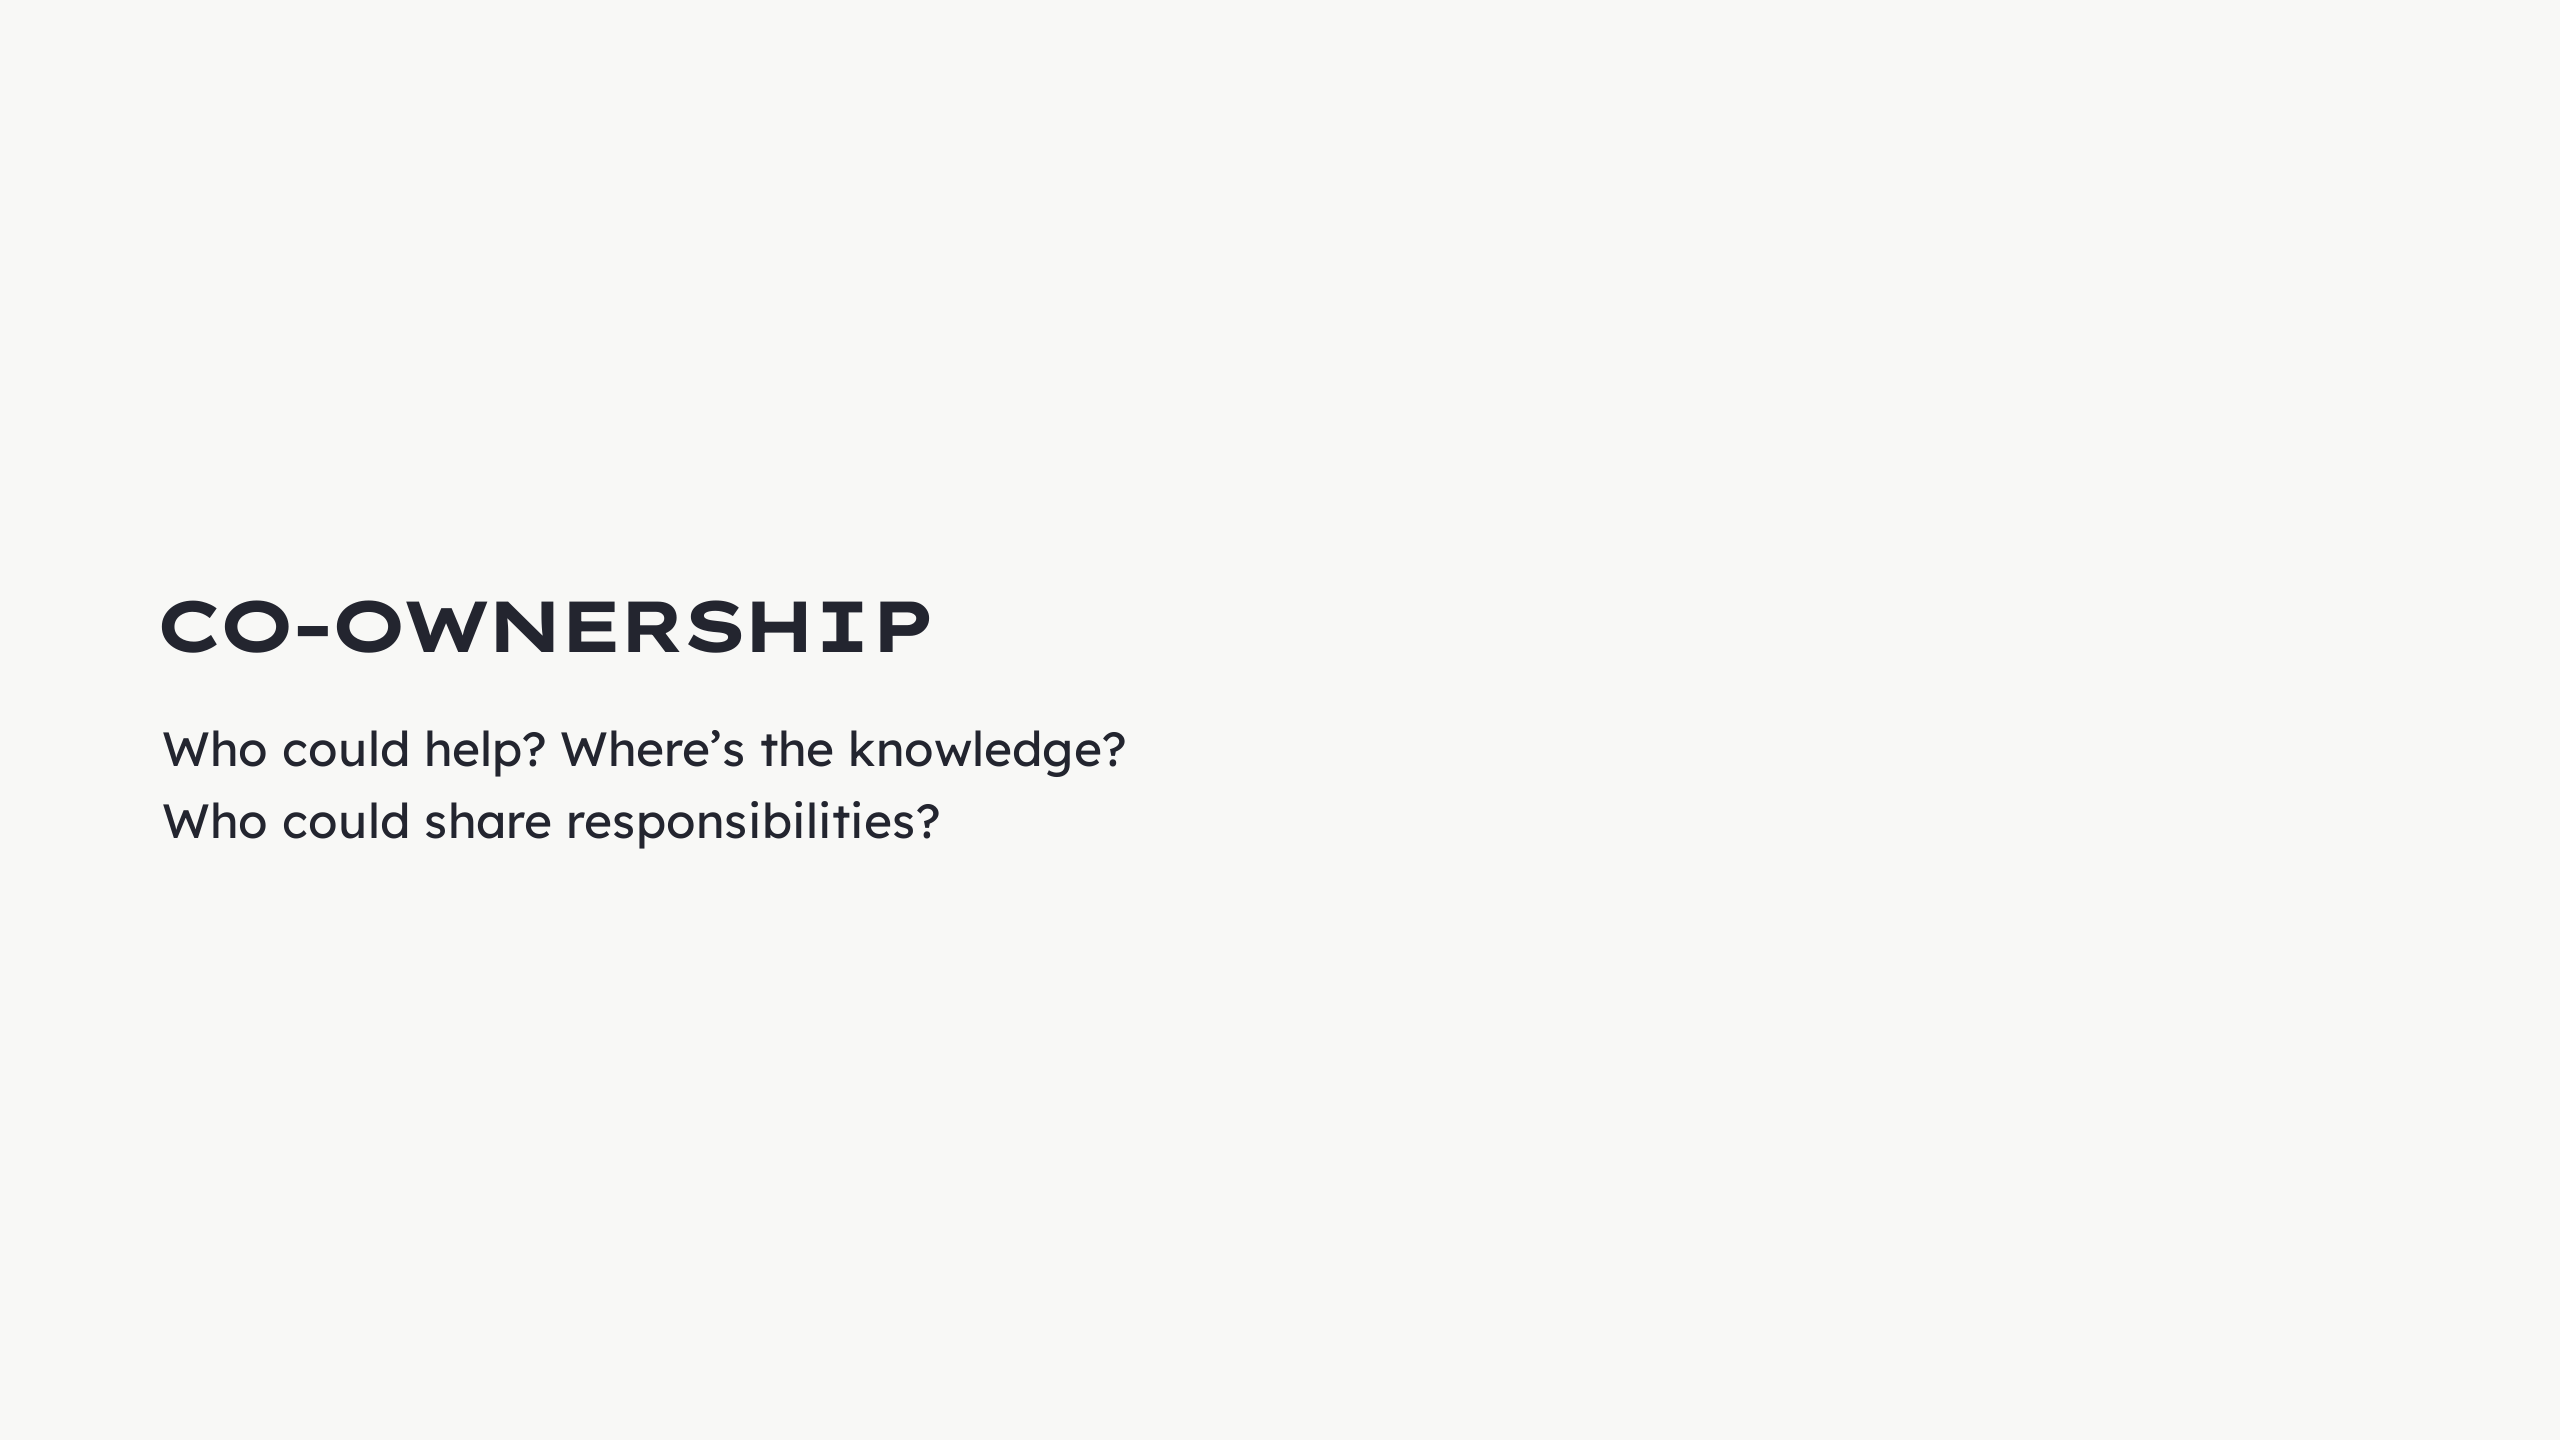 CO-OWNERSHIP
Who could help? Where’s the knowledge?
Who could share responsibilities?